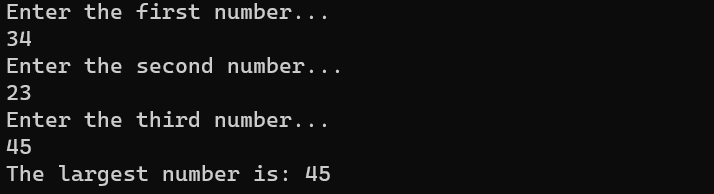 Enter the first number...
34
Enter the second number...
23
Enter the third number...
45
The largest number is: 45